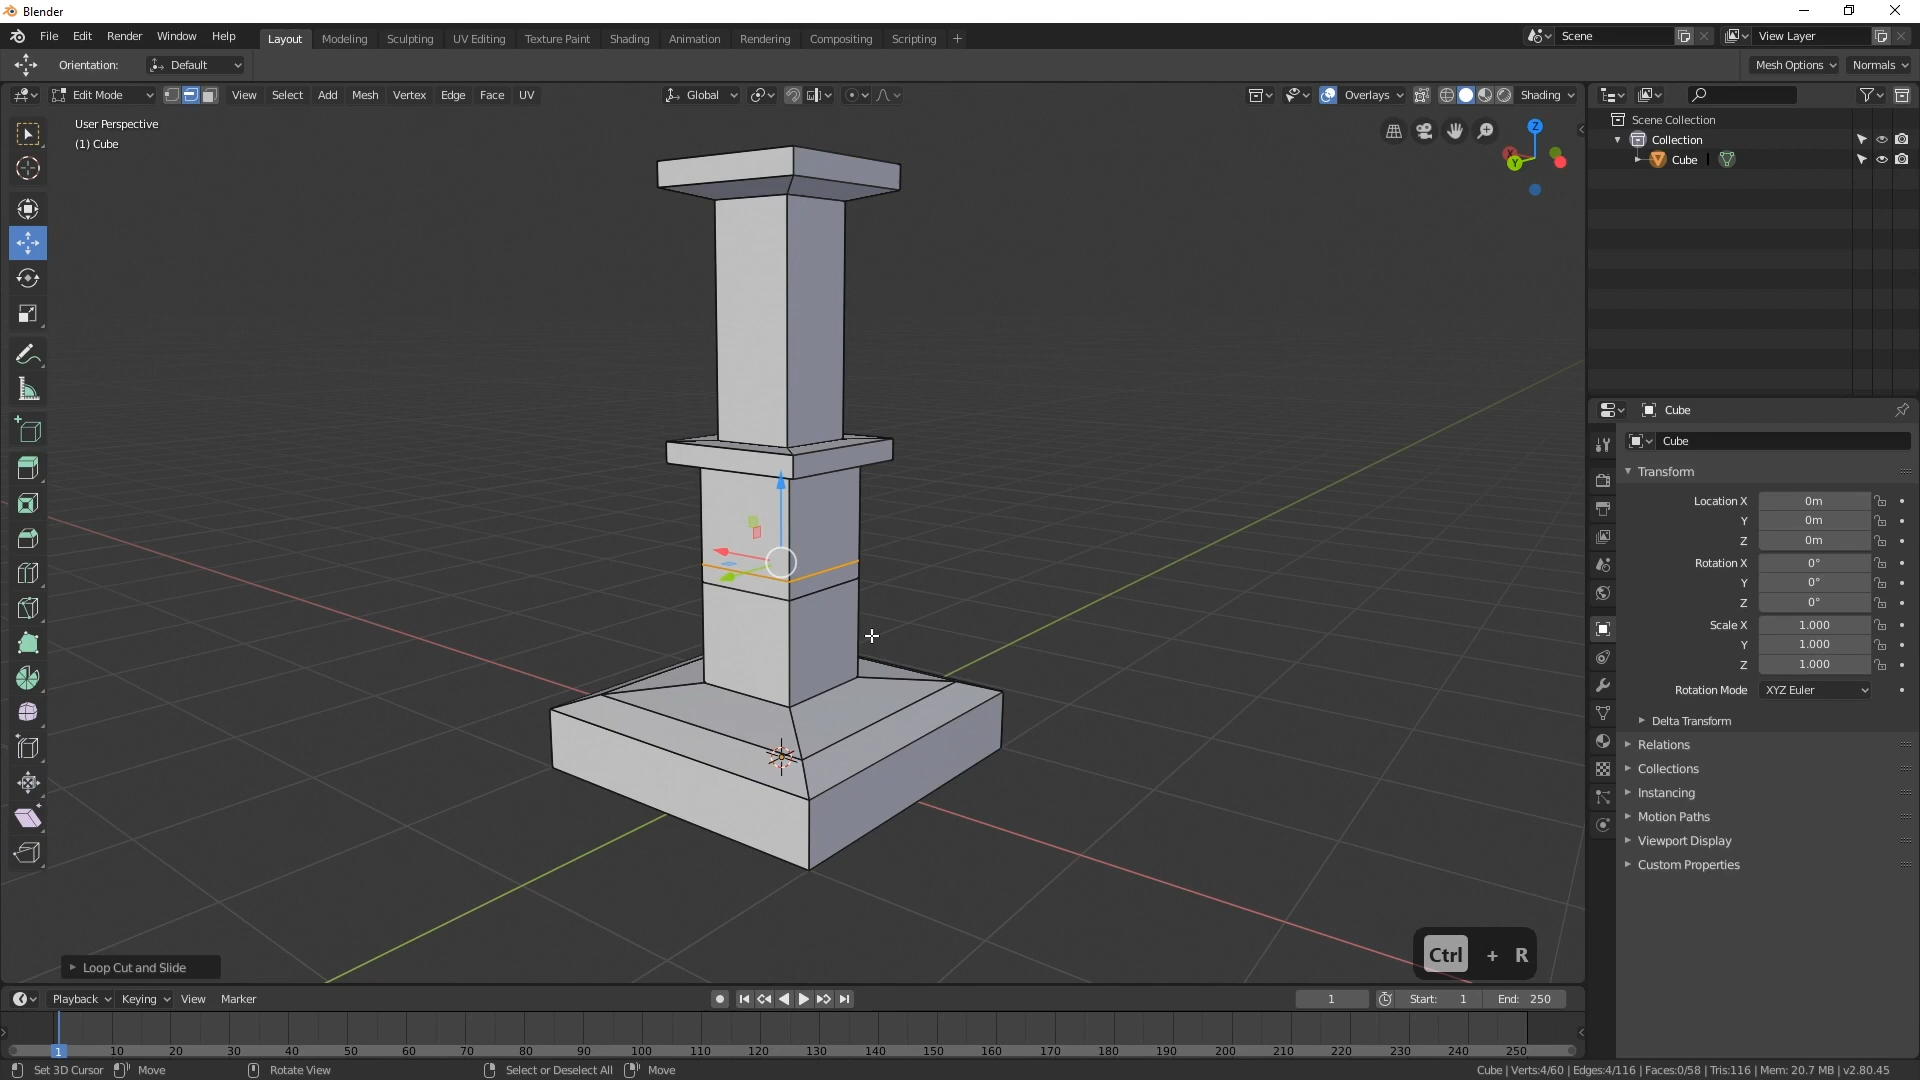 Blender
File Edit Render Window Help Layout Modeling Sculpting UV Editing Texture Paint Shading Animation Rendering Compositing Scripting + Scene View Layer
Orientation: Default Mesh Options Normals
Edit Mode View Select Add Mesh Vertex Edge Face UV Global Overlays Shading
User Perspective
(1) Cube
Z
X
Y
Scene Collection
Collection
Cube
Cube
Cube
Transform
Location X 0m
Y 0m
Z 0m
Rotation X 0°
Y 0°
Z 0°
Scale X 1.000
Y 1.000
Z 1.000
Rotation Mode XYZ Euler
Delta Transform
Relations
Collections
Instancing
Motion Paths
Viewport Display
Custom Properties
Ctrl + R
Loop Cut and Slide
Playback Keying View Marker 1 Start: 1 End: 250
1 10 20 30 40 50 60 70 80 90 100 110 120 130 140 150 160 170 180 190 200 210 220 230 240 250
Set 3D Cursor Move Rotate View Select or Deselect All Move Cube | Verts:4/60 | Edges:4/116 | Faces:0/58 | Tris:116 | Mem: 20.7 MB | v2.80.45